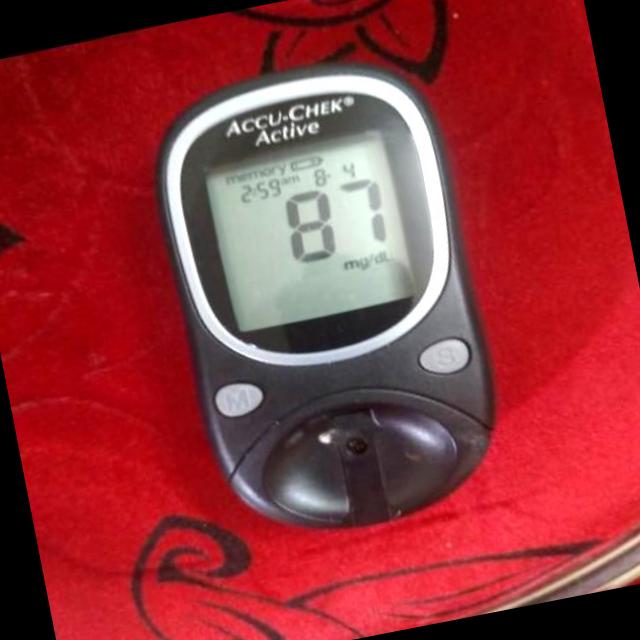 ACCU-CHEK®
Active
memory
2:59am 8- 4
87
mg/dL
M
S